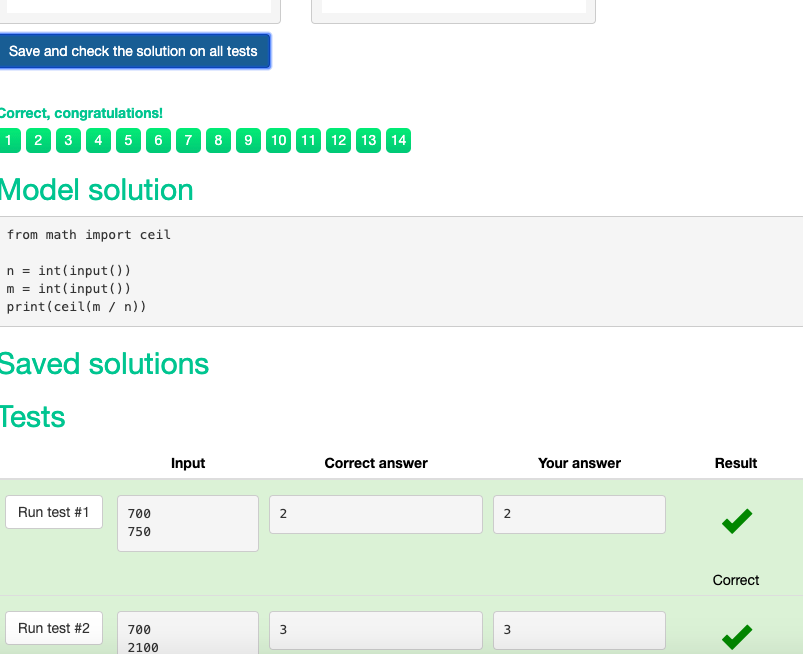 Save and check the solution on all tests
Correct, congratulations!
1 2 3 4 5 6 7 8 9 10 11 12 13 14
Model solution
from math import ceil
n = int(input())
m = int(input())
print(ceil(m / n))
Saved solutions
Tests
Input Correct answer Your answer Result
Run test #1 700 2 2
750
Correct
Run test #2 700 3 3
2100